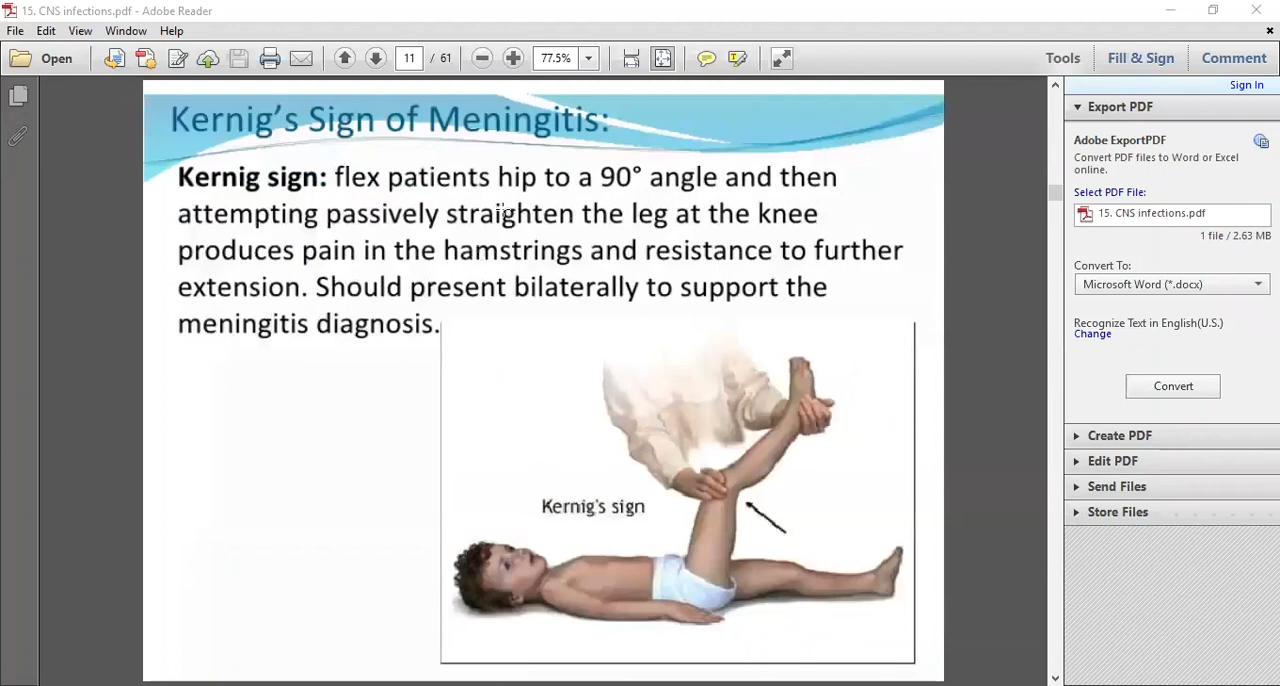 15. CNS infections.pdf - Adobe Reader
File Edit View Window Help
Open 11 / 61 77.5% Tools Fill & Sign Comment
Sign In
Kernig's Sign of Meningitis:
Kernig sign: flex patients hip to a 90° angle and then
attempting passively straighten the leg at the knee
produces pain in the hamstrings and resistance to further
extension. Should present bilaterally to support the
meningitis diagnosis.
Kernig's sign
Export PDF
Adobe ExportPDF
Convert PDF files to Word or Excel
online.
Select PDF File:
15. CNS infections.pdf
1 file / 2.63 MB
Convert To:
Microsoft Word (*.docx)
Recognize Text in English(U.S.)
Change
Convert
Create PDF
Edit PDF
Send Files
Store Files